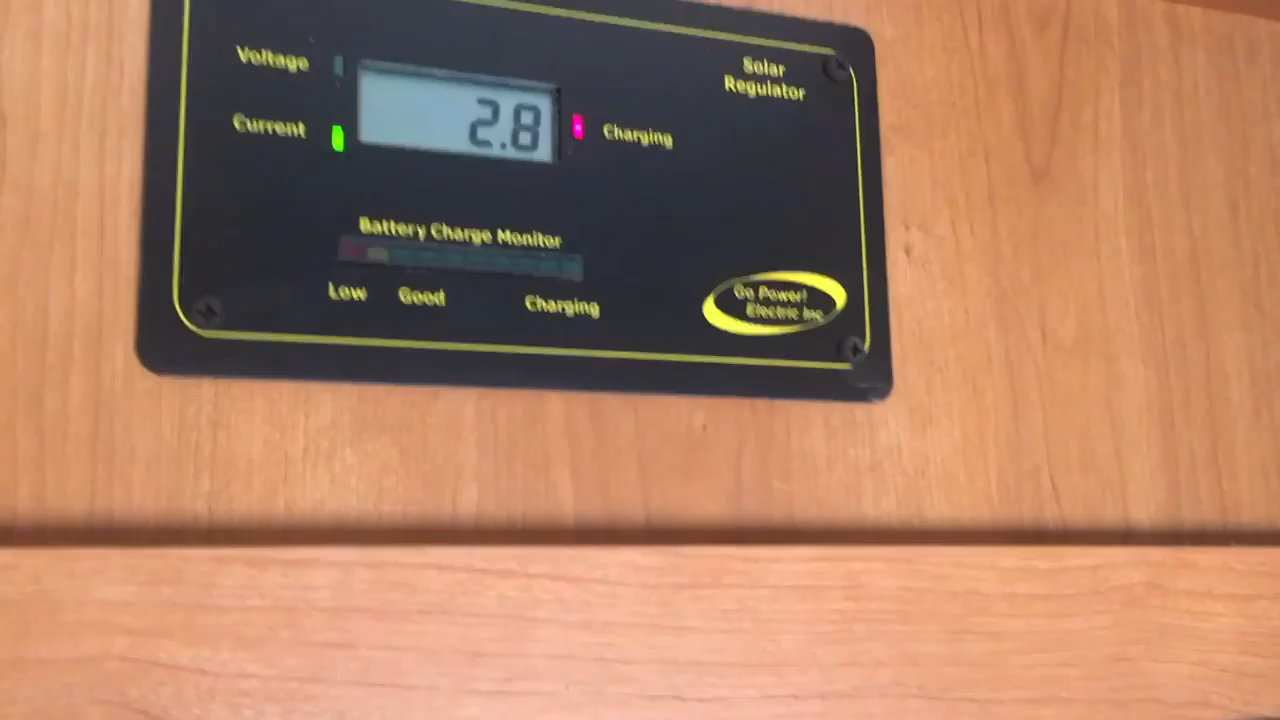 Voltage
Solar
Regulator
2.8
Current
Charging
Battery Charge Monitor
Low Good Charging
Go Power!
Electric Inc